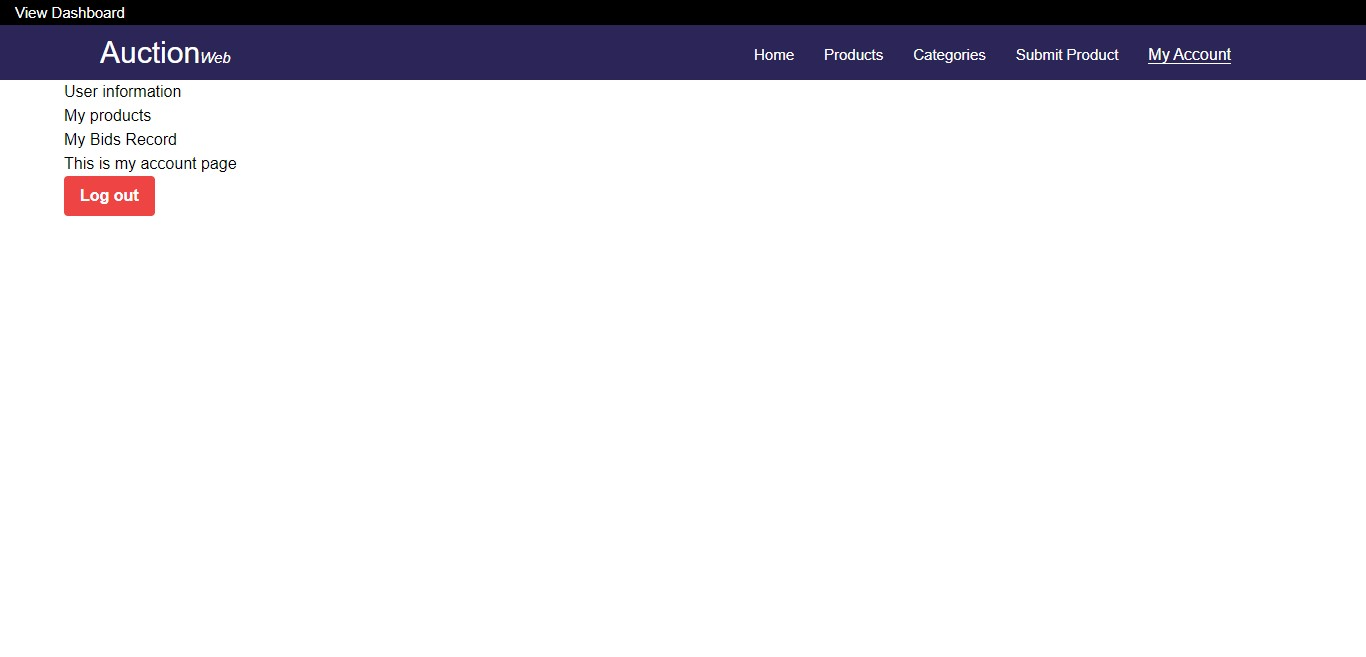 View Dashboard
AuctionWeb Home Products Categories Submit Product My Account
User information
My products
My Bids Record
This is my account page
Log out